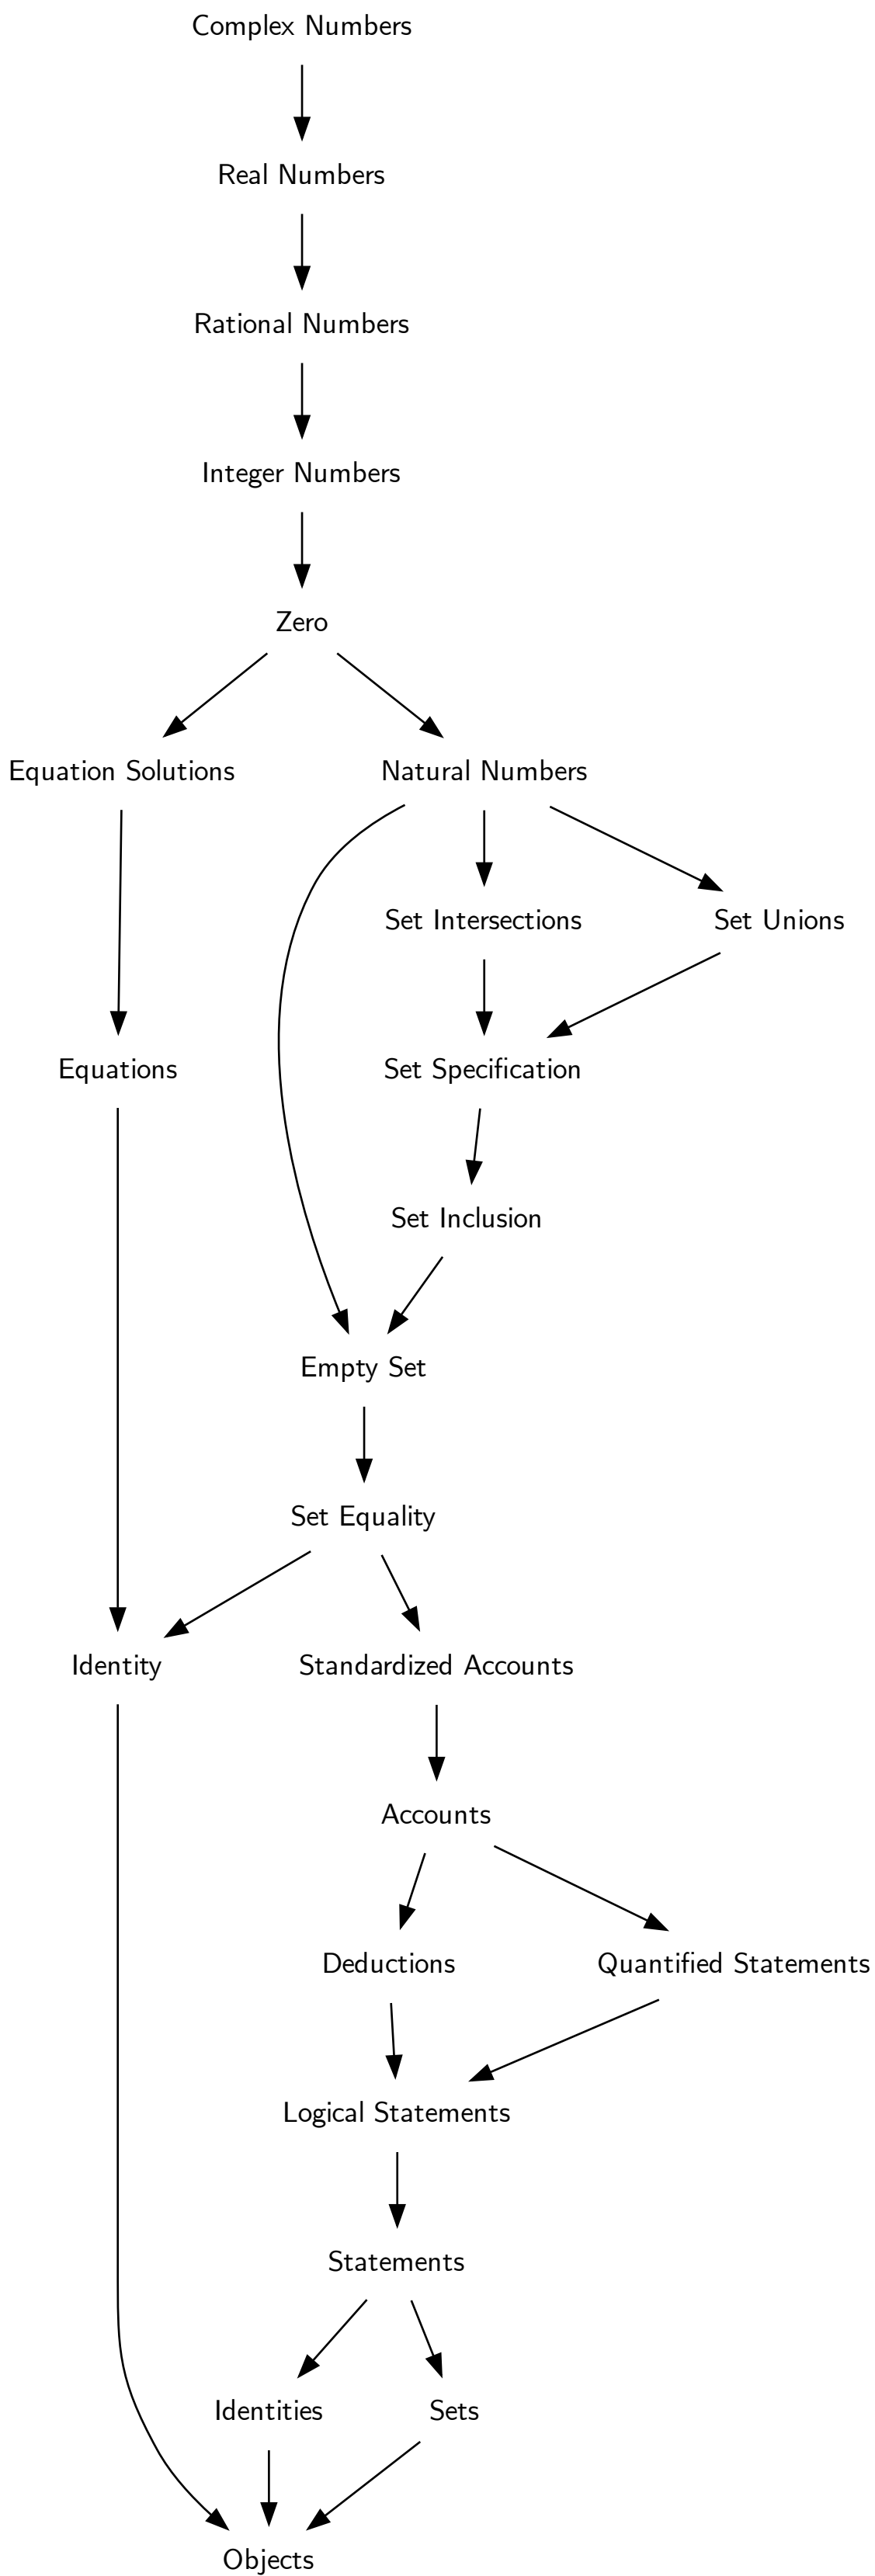 Complex Numbers
Real Numbers
Rational Numbers
Integer Numbers
Zero
Equation Solutions
Natural Numbers
Set Intersections
Set Unions
Equations
Set Specification
Set Inclusion
Empty Set
Set Equality
Identity
Standardized Accounts
Accounts
Deductions
Quantified Statements
Logical Statements
Statements
Identities
Sets
Objects